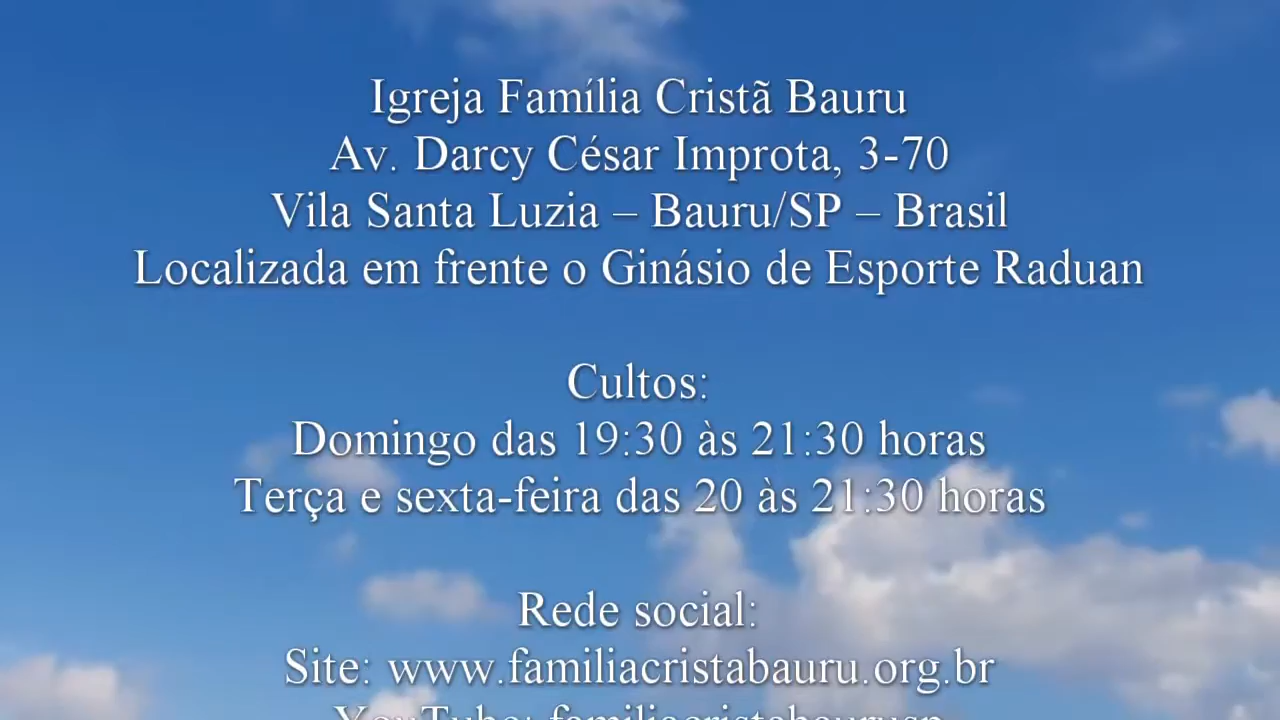 Igreja Família Cristã Bauru
Av. Darcy César Improta, 3-70
Vila Santa Luzia – Bauru/SP – Brasil
Localizada em frente o Ginásio de Esporte Raduan
Cultos:
Domingo das 19:30 às 21:30 horas
Terça e sexta-feira das 20 às 21:30 horas
Rede social:
Site: www.familiacristabauru.org.br
YouTube: familiacristabaurusp